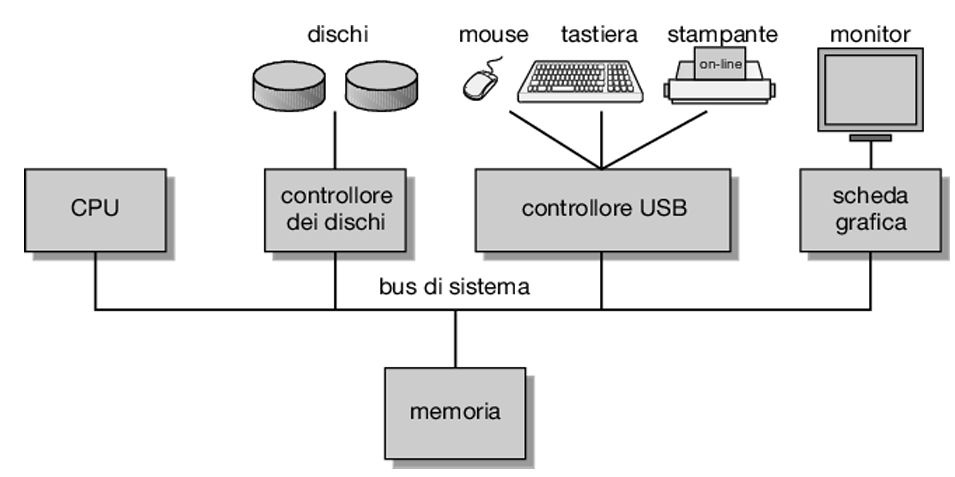 dischi
mouse
tastiera
stampante
monitor
on-line
CPU
controllore
dei dischi
controllore USB
scheda
grafica
bus di sistema
memoria